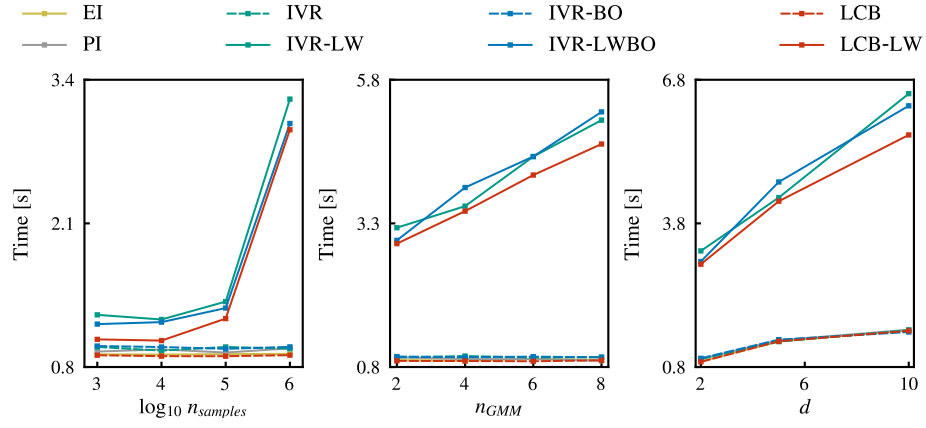 EI IVR IVR-BO LCB
PI IVR-LW IVR-LWBO LCB-LW
3.4
2.1
0.8
Time [s]
3 4 5 6
log₁₀ n_samples
5.8
3.3
0.8
Time [s]
2 4 6 8
n_GMM
6.8
3.8
0.8
Time [s]
2 6 10
d